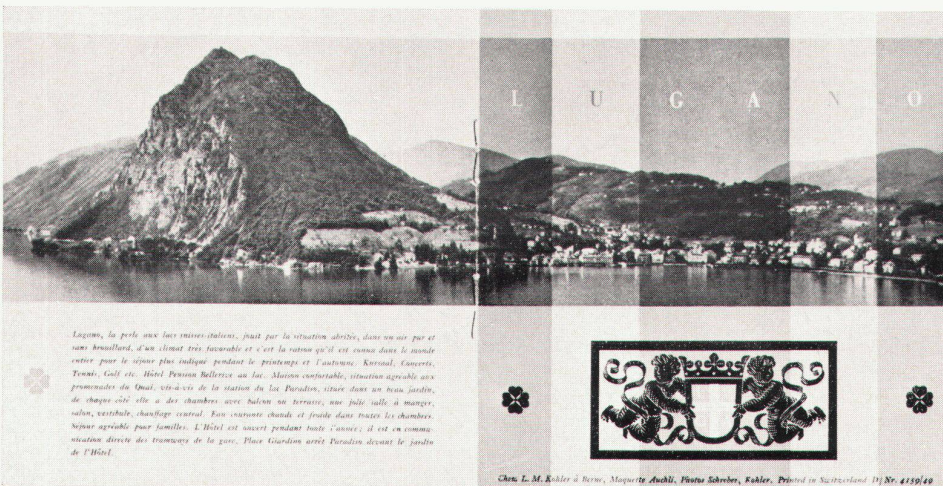 LUGANO
Lugano, la perle aux lacs suisses-italiens, jouit par la situation abritée, dans un air pur et
sans brouillard, d'un climat très favorable et c'est la raison qu'il est connu dans le monde
entier pour le séjour plus indiqué pendant le printemps et l'automne. Kursaal, Concerts,
Tennis, Golf etc. Hôtel Pension Bellerive au lac. Maison confortable, situation agréable aux
promenades du Quai, vis-à-vis de la station du lac Paradiso, située dans un beau jardin,
de chaque côté elle a des chambres avec balcon ou terrasse, une jolie salle à manger,
salon, vestibule, chauffage central. Eau courante chaude et froide dans toutes les chambres.
Séjour agréable pour familles. L'Hôtel est ouvert pendant toute l'année; il est en commu-
nication directe des tramways de la gare, Place Giardino arrêt Paradiso devant le jardin
de l'Hôtel.
Chez L. M. Kohler à Berne, Maquette Auchli, Photos Schreber, Kohler. Printed in Switzerland Nr. 4159/49